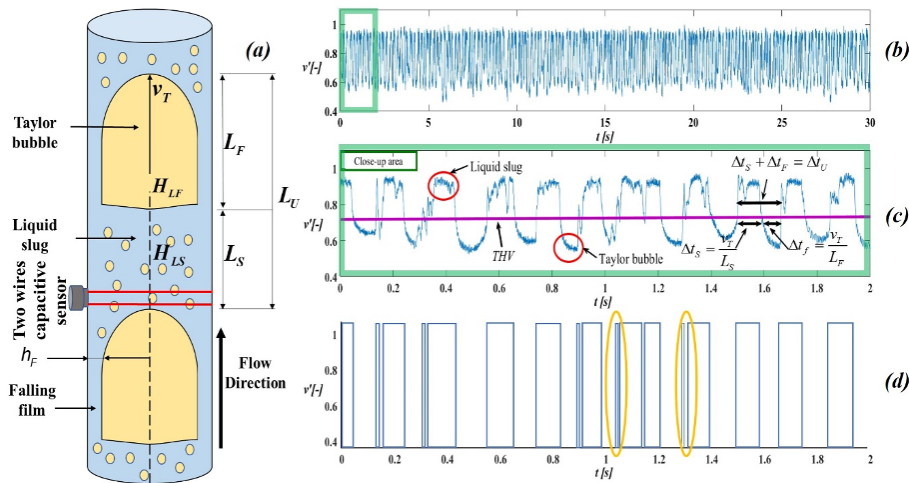 (a)
Taylor
bubble
v_T
H_LF
L_F
L_U
Liquid
slug
H_LS
L_S
Two wires
capacitive
sensor
h_F
Flow
Direction
Falling
film
(b)
v'[-]
1
0.8
0.6
0.4
0 5 10 15 20 25 30
t [s]
(c)
Close-up area
Liquid slug
Δt_S + Δt_F = Δt_U
v'[-]
1
0.8
0.6
0.4
THV
Taylor bubble
Δt_S = v_T / L_S
Δt_f = v_T / L_F
0 0.2 0.4 0.6 0.8 1 1.2 1.4 1.6 1.8 2
t [s]
(d)
v'[-]
1
0.8
0.6
0.4
0 0.2 0.4 0.6 0.8 1 1.2 1.4 1.6 1.8 2
t [s]